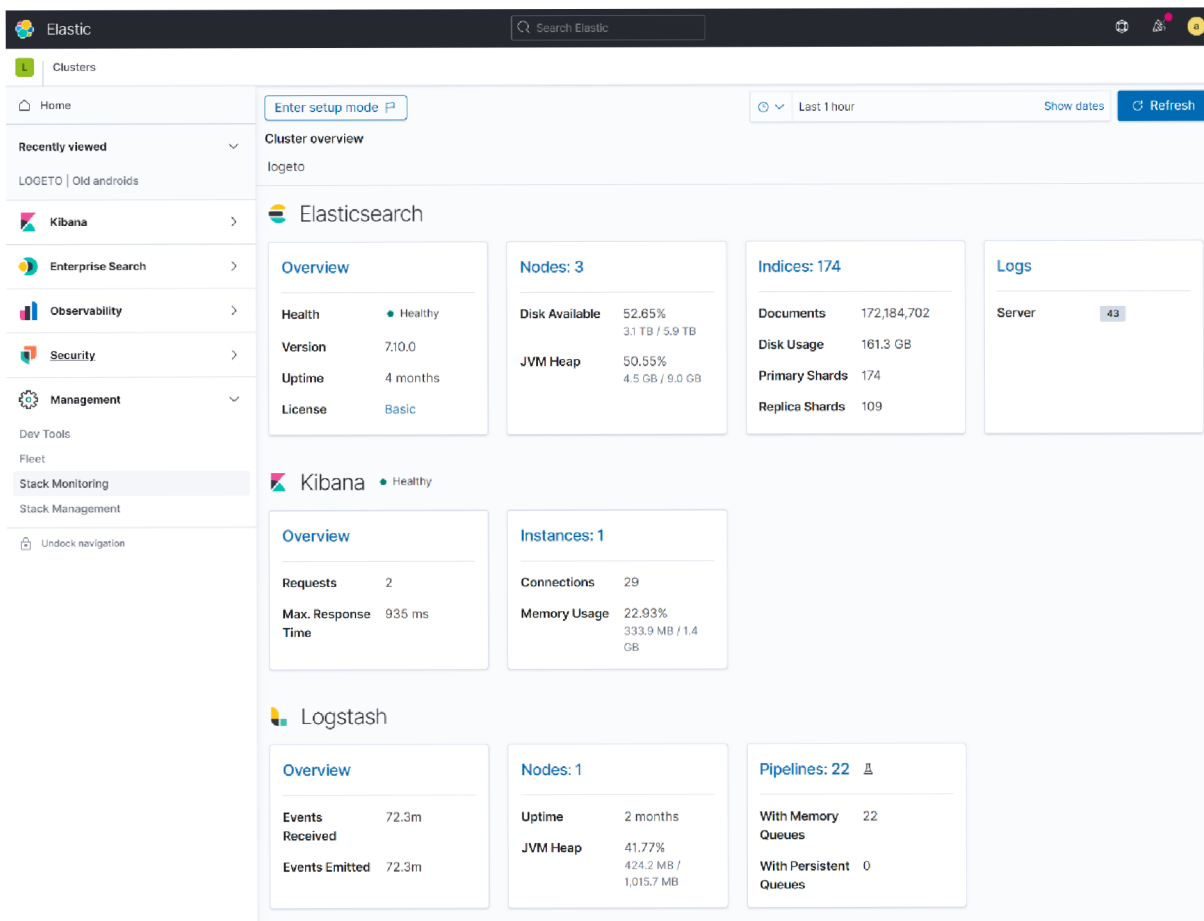 Elastic
Search Elastic
a
L Clusters
Home
Recently viewed
LOGETO | Old androids
Kibana
Enterprise Search
Observability
Security
Management
Dev Tools
Fleet
Stack Monitoring
Stack Management
Undock navigation
Enter setup mode
Last 1 hour
Show dates
Refresh
Cluster overview
logeto
Elasticsearch
Overview
Health Healthy
Version 7.10.0
Uptime 4 months
License Basic
Nodes: 3
Disk Available 52.65%
3.1 TB / 5.9 TB
JVM Heap 50.55%
4.5 GB / 9.0 GB
Indices: 174
Documents 172,184,702
Disk Usage 161.3 GB
Primary Shards 174
Replica Shards 109
Logs
Server 43
Kibana Healthy
Overview
Requests 2
Max. Response 935 ms
Time
Instances: 1
Connections 29
Memory Usage 22.93%
333.9 MB / 1.4
GB
Logstash
Overview
Events 72.3m
Received
Events Emitted 72.3m
Nodes: 1
Uptime 2 months
JVM Heap 41.77%
424.2 MB /
1,015.7 MB
Pipelines: 22
With Memory 22
Queues
With Persistent 0
Queues